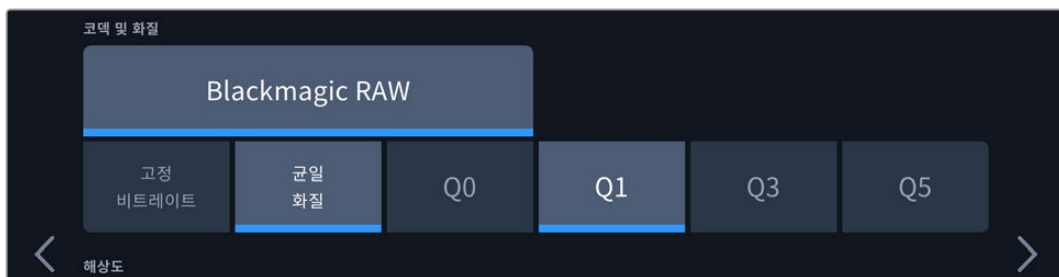 코덱 및 화질
Blackmagic RAW
고정
비트레이트
균일
화질
Q0
Q1
Q3
Q5
해상도